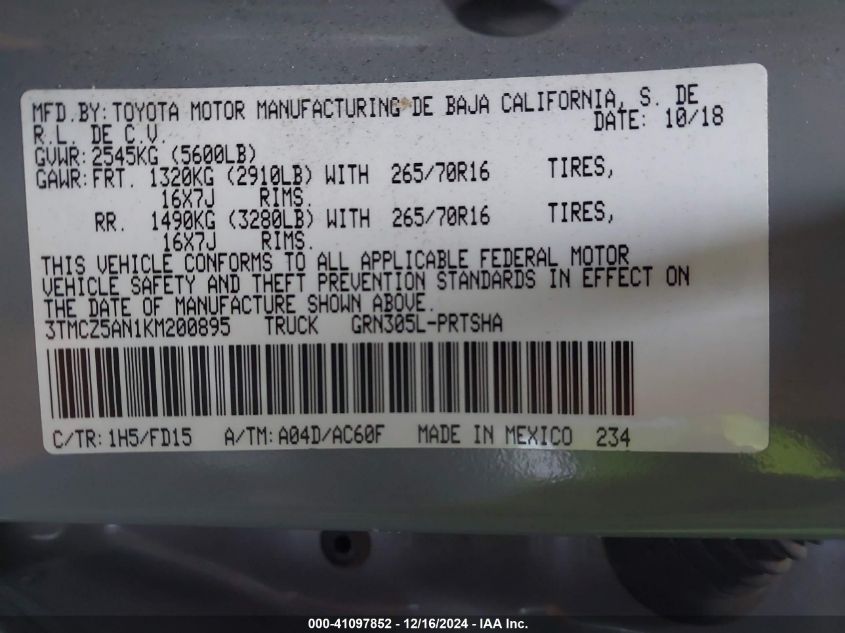 MFD.BY:TOYOTA MOTOR MANUFACTURING DE BAJA CALIFORNIA, S. DE
R.L. DE C.V. DATE: 10/18
GVWR:2545KG (5600LB)
GAWR:FRT. 1320KG (2910LB) WITH 265/70R16 TIRES,
16X7J RIMS.
RR. 1490KG (3280LB) WITH 265/70R16 TIRES,
16X7J RIMS.
THIS VEHICLE CONFORMS TO ALL APPLICABLE FEDERAL MOTOR
VEHICLE SAFETY AND THEFT PREVENTION STANDARDS IN EFFECT ON
THE DATE OF MANUFACTURE SHOWN ABOVE.
3TMCZ5AN1KM200895 TRUCK GRN305L-PRTSHA
C/TR:1H5/FD15 A/TM:A04D/AC60F MADE IN MEXICO 234
000-41097852 - 12/16/2024 - IAA Inc.